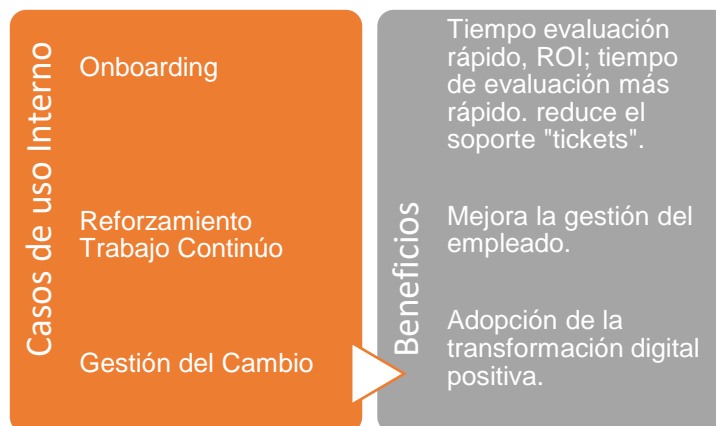 Casos de uso Interno
Onboarding
Reforzamiento
Trabajo Continúo
Gestión del Cambio
Beneficios
Tiempo evaluación
rápido, ROI; tiempo
de evaluación más
rápido. reduce el
soporte "tickets".
Mejora la gestión del
empleado.
Adopción de la
transformación digital
positiva.